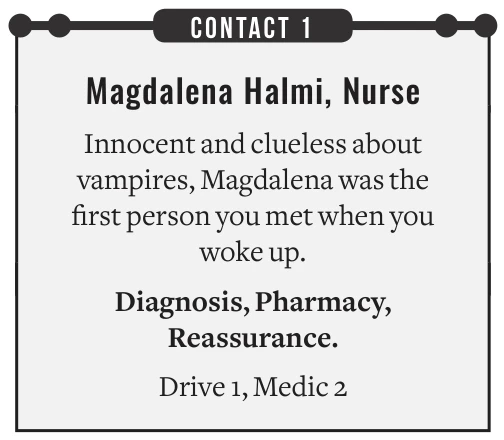 CONTACT 1
Magdalena Halmi, Nurse
Innocent and clueless about
vampires, Magdalena was the
first person you met when you
woke up.
Diagnosis, Pharmacy,
Reassurance.
Drive 1, Medic 2